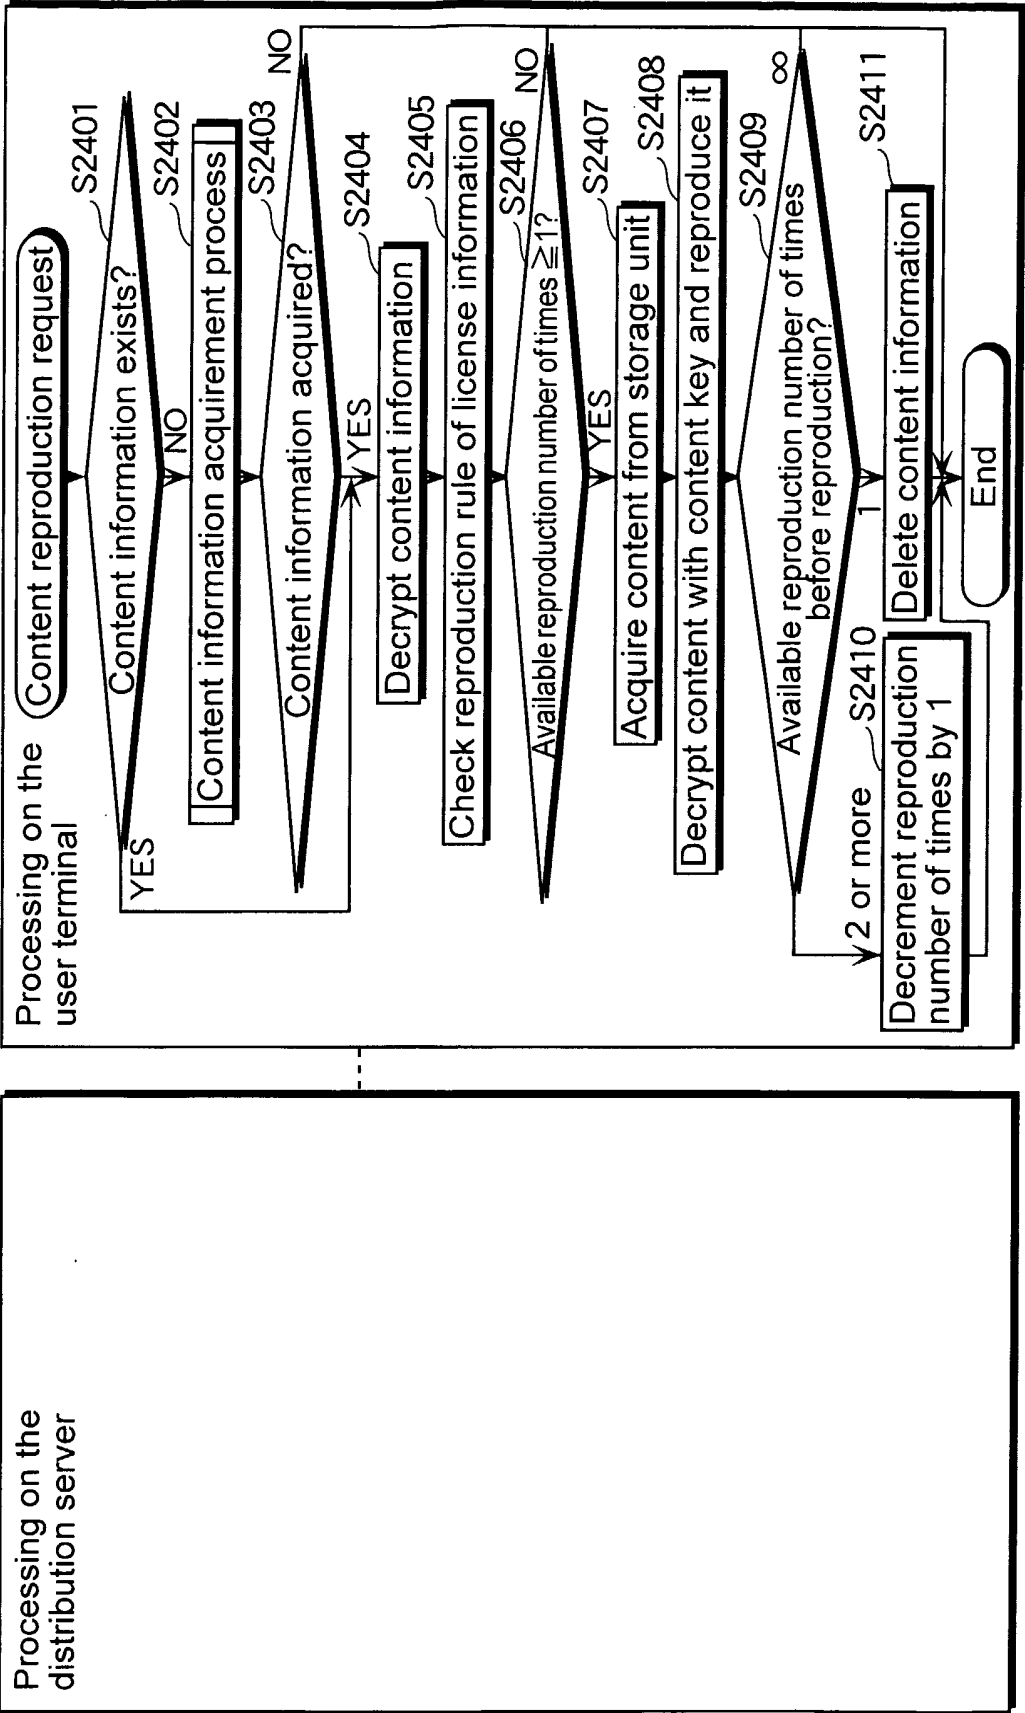 Processing on the
distribution server
Processing on the
user terminal
Content reproduction request
S2401
Content information exists?
YES
NO
S2402
Content information acquirement process
S2403
Content information acquired?
NO
YES
S2404
Decrypt content information
S2405
Check reproduction rule of license information
S2406
Available reproduction number of times ≧1?
NO
YES
S2407
Acquire content from storage unit
S2408
Decrypt content with content key and reproduce it
S2409
Available reproduction number of times
before reproduction?
∞
2 or more
1
S2410
Decrement reproduction
number of times by 1
S2411
Delete content information
End